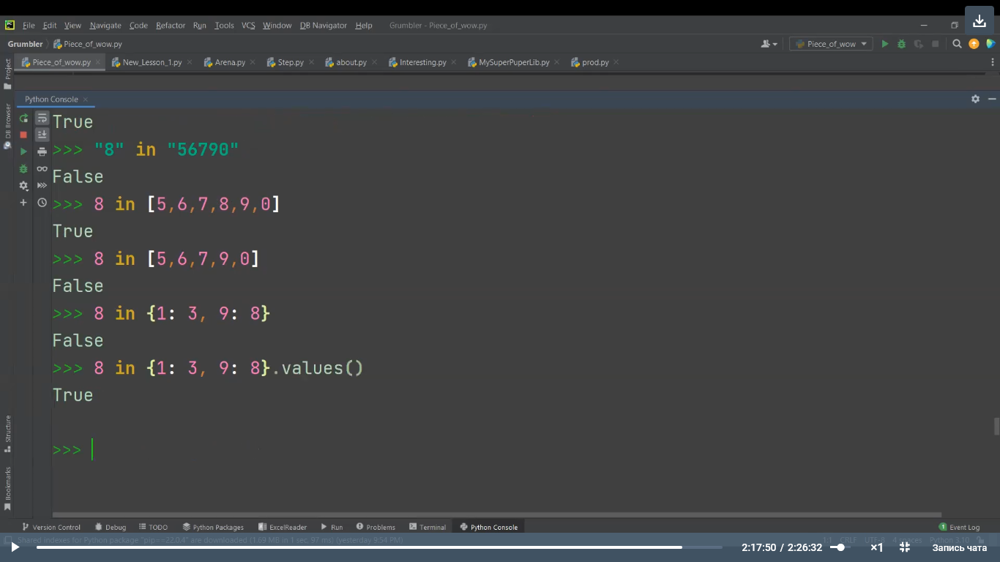 File Edit View Navigate Code Refactor Run Tools VCS Window DB Navigator Help Grumbler - Piece_of_wow.py
Grumbler Piece_of_wow.py Piece_of_wow
Piece_of_wow.py New_Lesson_1.py Arena.py Step.py about.py Interesting.py MySuperPuperLib.py prod.py
Project
DB Browser
Python Console
True
>>> "8" in "56790"
False
>>> 8 in [5,6,7,8,9,0]
True
>>> 8 in [5,6,7,9,0]
False
>>> 8 in {1: 3, 9: 8}
False
>>> 8 in {1: 3, 9: 8}.values()
True
>>>
Structure
Bookmarks
Version Control Debug TODO Python Packages ExcelReader Run Problems Terminal Python Console 1 Event Log
Shared indexes for Python package "pip==22.0.4" are downloaded (1.69 MB in 1 sec, 97 ms) (yesterday 9:54 PM) 1:1 CRLF UTF-8 4 spaces Python 3.10
2:17:50 / 2:26:32 ×1 Запись чата